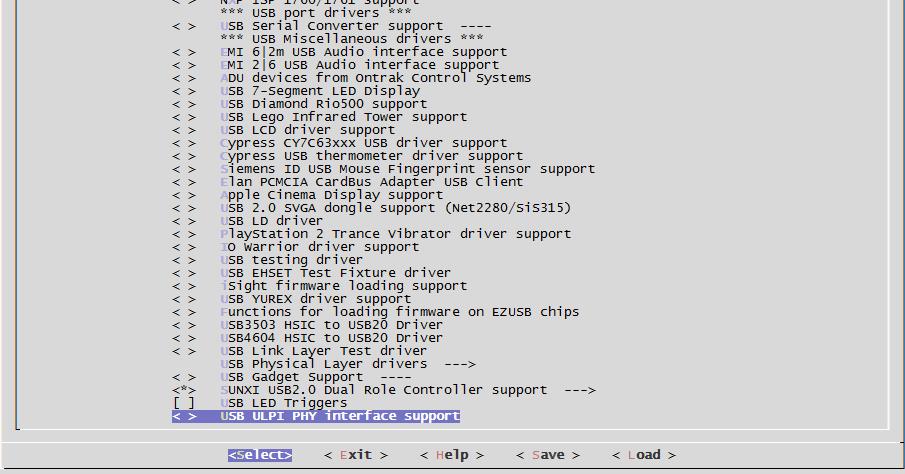 < > NXP ISP 1760/1761 support
*** USB port drivers ***
< > USB Serial Converter support ----
*** USB Miscellaneous drivers ***
< > EMI 6|2m USB Audio interface support
< > EMI 2|6 USB Audio interface support
< > ADU devices from Ontrak Control Systems
< > USB 7-Segment LED Display
< > USB Diamond Rio500 support
< > USB Lego Infrared Tower support
< > USB LCD driver support
< > Cypress CY7C63xxx USB driver support
< > Cypress USB thermometer driver support
< > Siemens ID USB Mouse Fingerprint sensor support
< > Elan PCMCIA CardBus Adapter USB Client
< > Apple Cinema Display support
< > USB 2.0 SVGA dongle support (Net2280/SiS315)
< > USB LD driver
< > PlayStation 2 Trance Vibrator driver support
< > IO Warrior driver support
< > USB testing driver
< > USB EHSET Test Fixture driver
< > iSight firmware loading support
< > USB YUREX driver support
< > Functions for loading firmware on EZUSB chips
< > USB3503 HSIC to USB20 Driver
< > USB4604 HSIC to USB20 Driver
< > USB Link Layer Test driver
USB Physical Layer drivers --->
< > USB Gadget Support ----
<*> SUNXI USB2.0 Dual Role Controller support --->
[ ] USB LED Triggers
< > USB ULPI PHY interface support
<Select> < Exit > < Help > < Save > < Load >